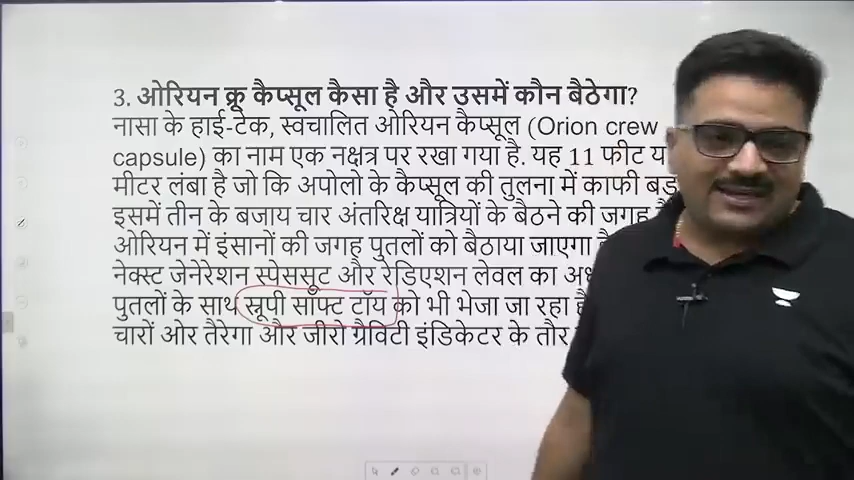 3. ओरियन क्रू कैप्सूल कैसा है और उसमें कौन बैठेगा?
नासा के हाई-टेक, स्वचालित ओरियन कैप्सूल (Orion crew
capsule) का नाम एक नक्षत्र पर रखा गया है. यह 11 फीट
मीटर लंबा है जो कि अपोलो के कैप्सूल की तुलना में काफी
इसमें तीन के बजाय चार अंतरिक्ष यात्रियों के बैठने की जगह
ओरियन में इंसानों की जगह पुतलों को बैठाया जाएगा
नेक्स्ट जेनेरेशन स्पेससूट और रेडिएशन लेवल का
पुतलों के साथ स्नूपी सॉफ्ट टॉय को भी भेजा जा रहा
चारों ओर तैरेगा और जीरो ग्रैविटी इंडिकेटर के तौर